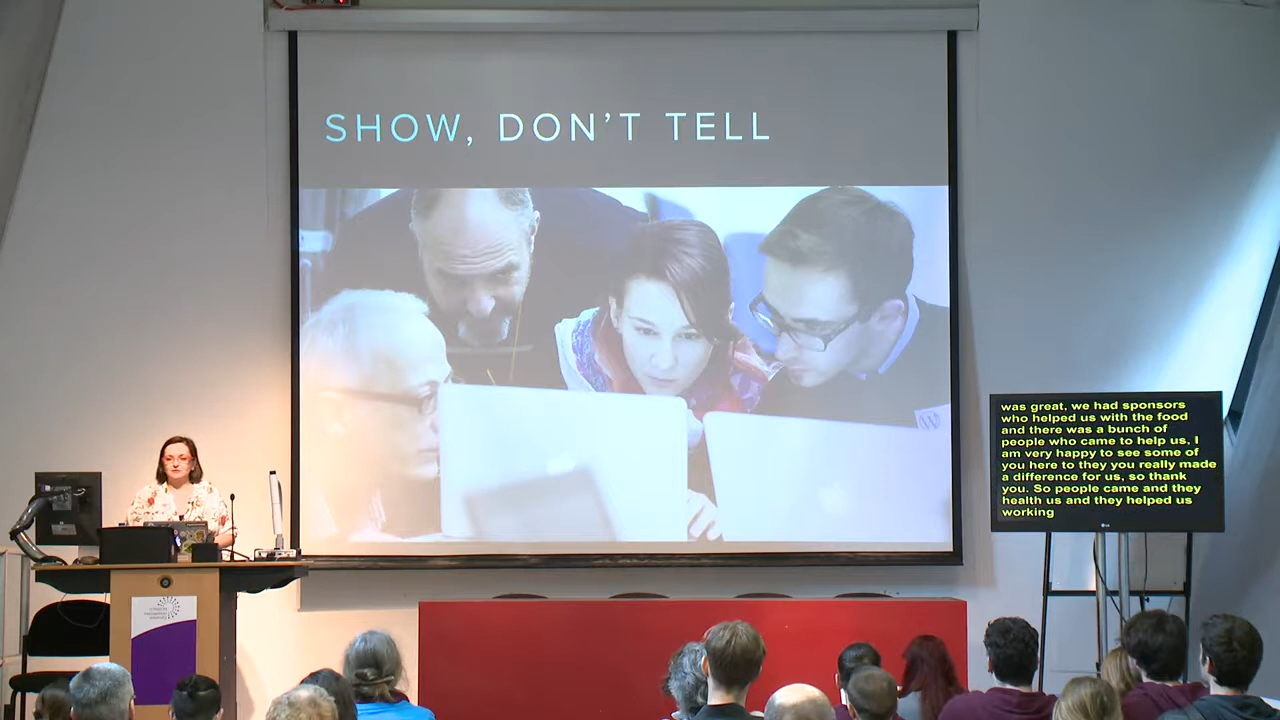 SHOW, DON'T TELL
was great, we had sponsors
who helped us with the food
and there was a bunch of
people who came to help us, I
am very happy to see some of
you here to they you really made
a difference for us, so thank
you. So people came and they
health us and they helped us
working
LG